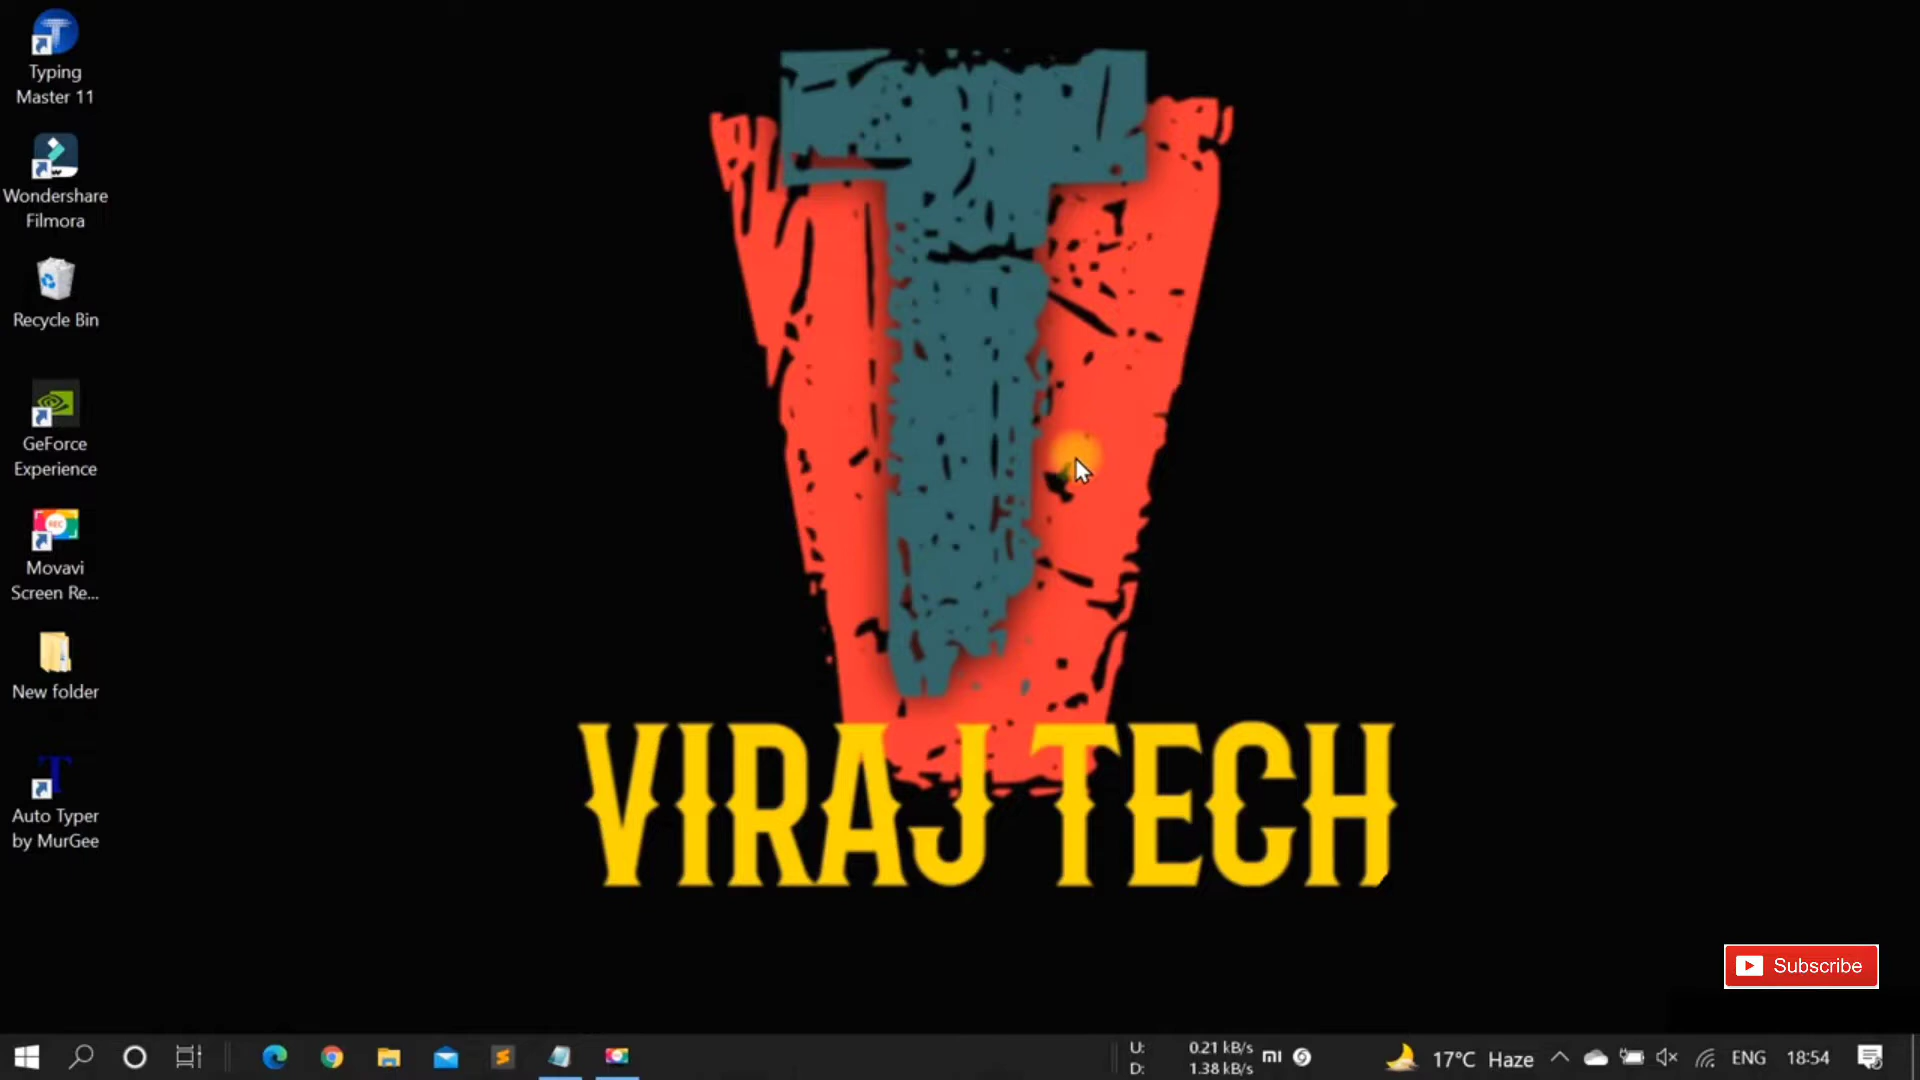 Typing
Master 11
Wondershare
Filmora
Recycle Bin
GeForce
Experience
REC
Movavi
Screen Re...
New folder
T
Auto Typer
by MurGee
T
VIRAJ TECH
Subscribe
U: 0.21 kB/s
D: 1.38 kB/s
mi
17°C Haze
ENG
18:54